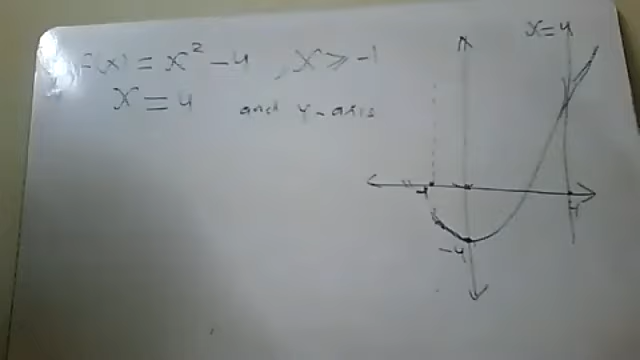 f(x) = x² - 4 , x ≥ -1
x = 4 and y-axis
x=4
-1
4
-4